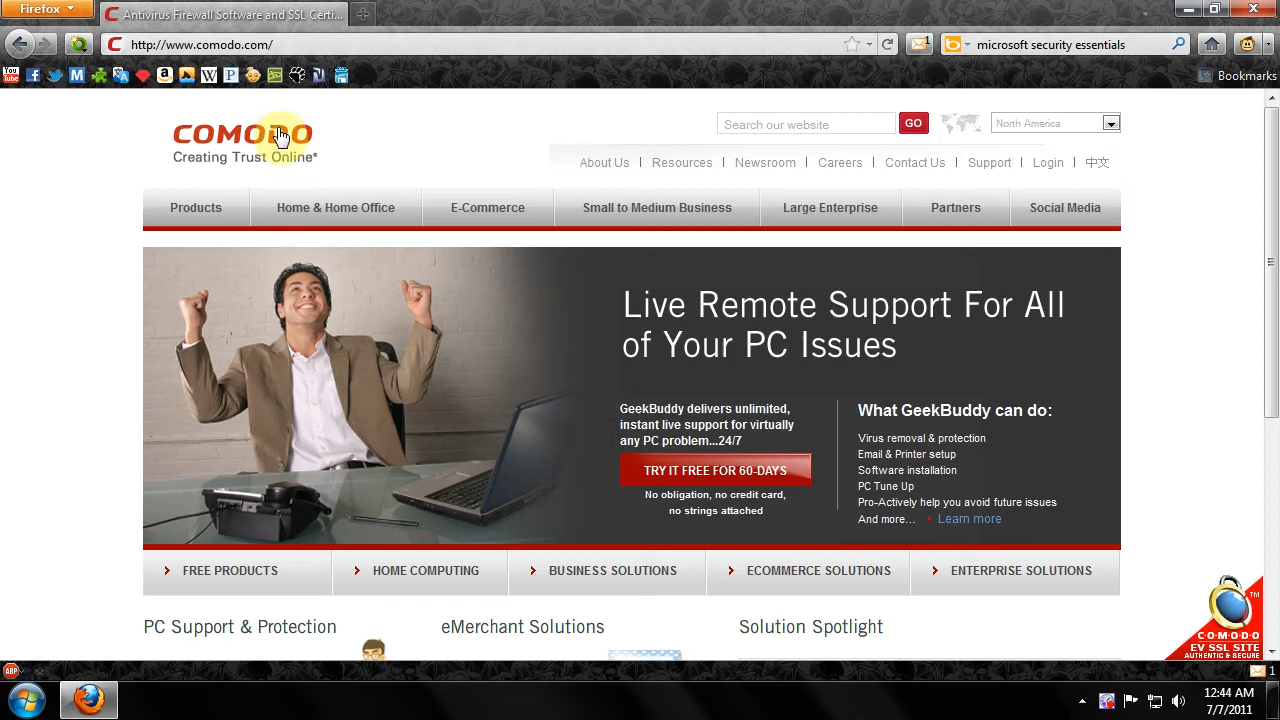 Firefox
Antivirus Firewall Software and SSL Certi...
http://www.comodo.com/
1
microsoft security essentials
You Tube
M
a
W
P
Bookmarks
COMODO
Creating Trust Online®
Search our website
GO
North America
About Us
Resources
Newsroom
Careers
Contact Us
Support
Login
中文
Products
Home & Home Office
E-Commerce
Small to Medium Business
Large Enterprise
Partners
Social Media
Live Remote Support For All
of Your PC Issues
GeekBuddy delivers unlimited,
instant live support for virtually
any PC problem...24/7
TRY IT FREE FOR 60-DAYS
No obligation, no credit card,
no strings attached
What GeekBuddy can do:
Virus removal & protection
Email & Printer setup
Software installation
PC Tune Up
Pro-Actively help you avoid future issues
And more... Learn more
FREE PRODUCTS
HOME COMPUTING
BUSINESS SOLUTIONS
ECOMMERCE SOLUTIONS
ENTERPRISE SOLUTIONS
PC Support & Protection
eMerchant Solutions
Solution Spotlight
TM
C·O·M·O·D·O
EV SSL SITE
AUTHENTIC & SECURE
ABP
1
12:44 AM
7/7/2011